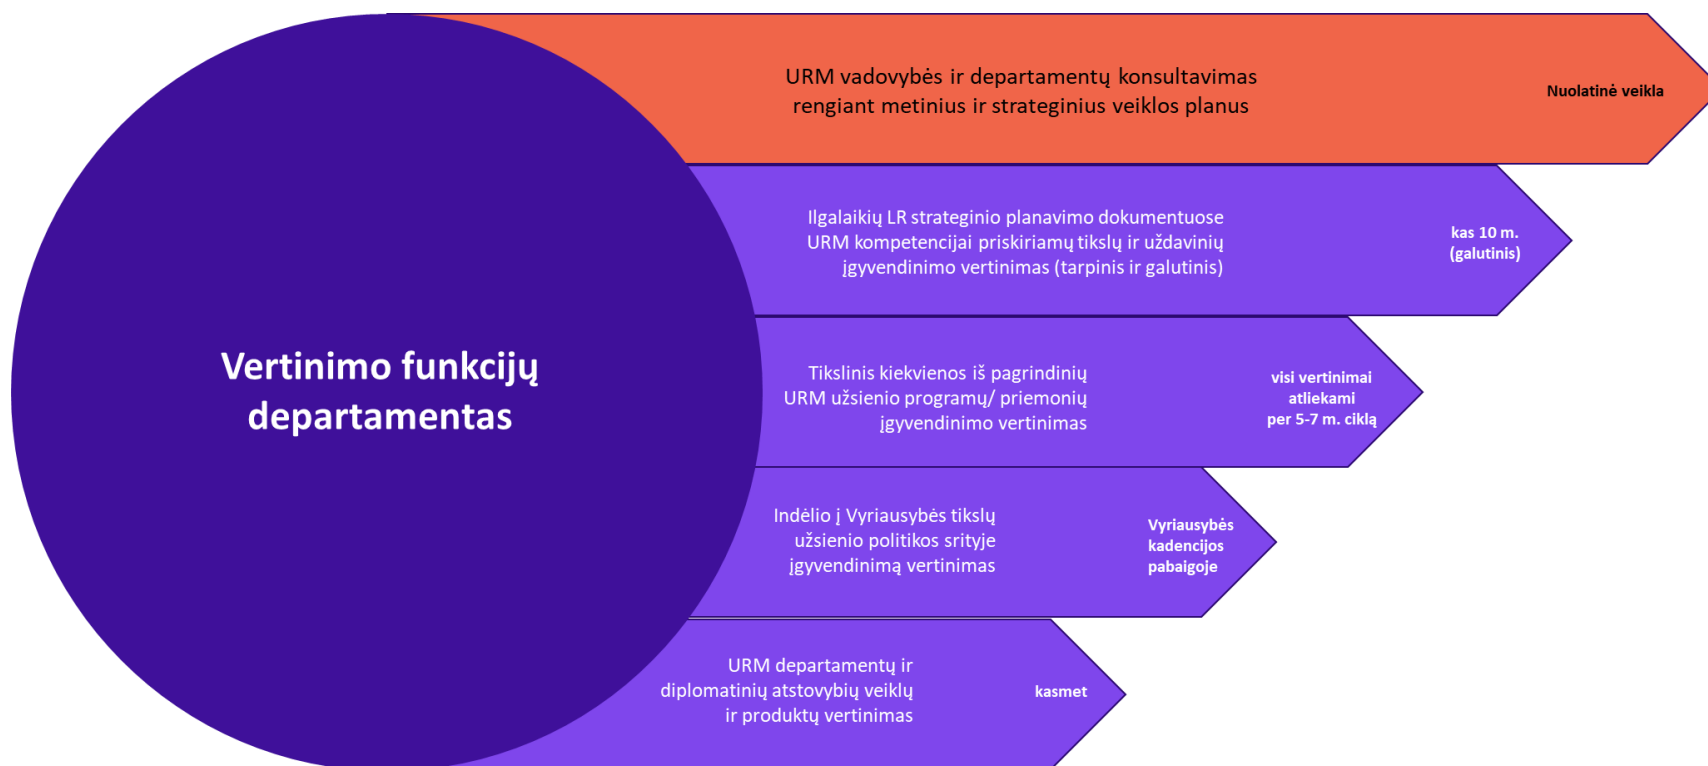 Vertinimo funkcijų
departamentas
URM vadovybės ir departamentų konsultavimas
rengiant metinius ir strateginius veiklos planus
Nuolatinė veikla
Ilgalaikių LR strateginio planavimo dokumentuose
URM kompetencijai priskiriamų tikslų ir uždavinių
įgyvendinimo vertinimas (tarpinis ir galutinis)
kas 10 m.
(galutinis)
Tikslinis kiekvienos iš pagrindinių
URM užsienio programų/ priemonių
įgyvendinimo vertinimas
visi vertinimai
atliekami
per 5-7 m. ciklą
Indėlio į Vyriausybės tikslų
užsienio politikos srityje
įgyvendinimą vertinimas
Vyriausybės
kadencijos
pabaigoje
URM departamentų ir
diplomatinių atstovybių veiklų
ir produktų vertinimas
kasmet